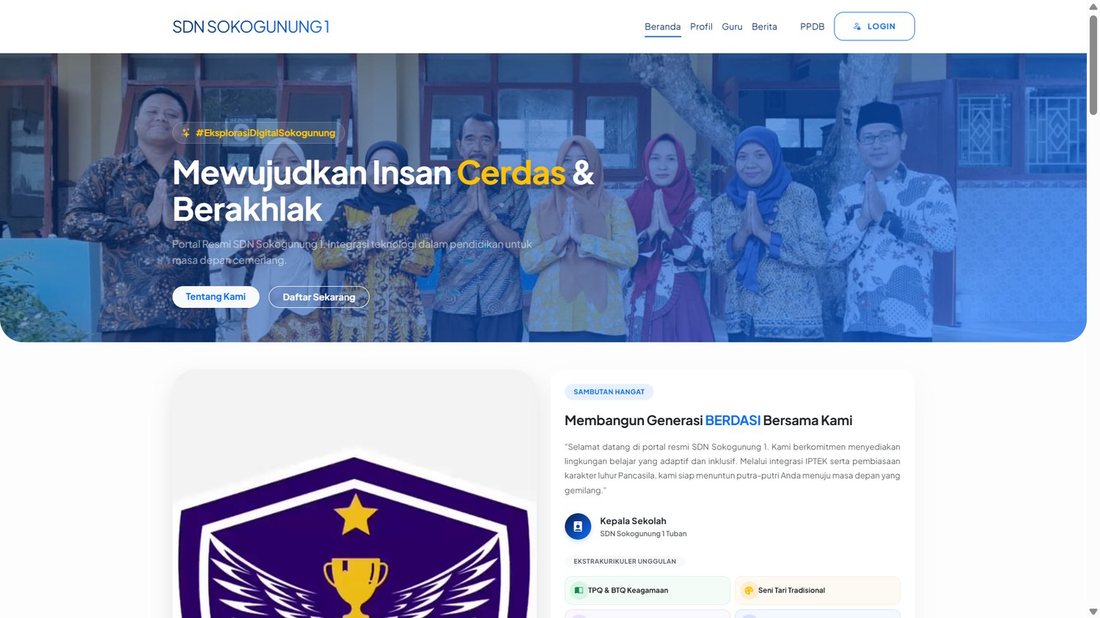 SDN SOKOGUNUNG 1
Beranda Profil Guru Berita PPDB LOGIN
#EksplorasiDigitalSokogunung
Mewujudkan Insan Cerdas &
Berakhlak
Portal Resmi SDN Sokogunung 1. Integrasi teknologi dalam pendidikan untuk
masa depan cemerlang.
Tentang Kami Daftar Sekarang
SAMBUTAN HANGAT
Membangun Generasi BERDASI Bersama Kami
"Selamat datang di portal resmi SDN Sokogunung 1. Kami berkomitmen menyediakan
lingkungan belajar yang adaptif dan inklusif. Melalui integrasi IPTEK serta pembiasaan
karakter luhur Pancasila, kami siap menuntun putra-putri Anda menuju masa depan yang
gemilang."
Kepala Sekolah
SDN Sokogunung 1 Tuban
EKSTRAKURIKULER UNGGULAN
TPQ & BTQ Keagamaan
Seni Tari Tradisional